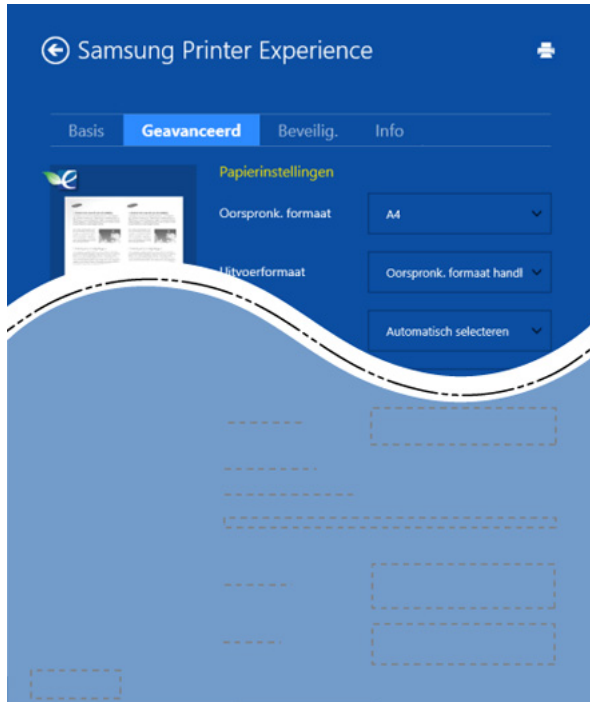 Samsung Printer Experience
Basis Geavanceerd Beveilig. Info
Papierinstellingen
Oorspronk. formaat A4
Uitvoerformaat Oorspronk. formaat handl
Automatisch selecteren